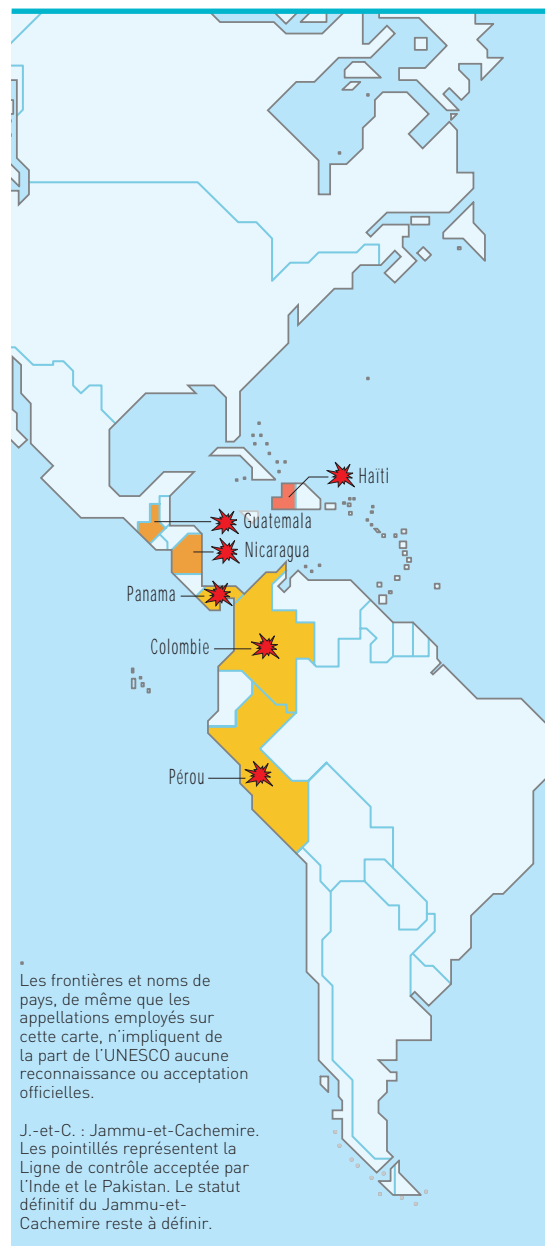 Haïti
Guatemala
Nicaragua
Panama
Colombie
Pérou
Les frontières et noms de
pays, de même que les
appellations employés sur
cette carte, n’impliquent de
la part de l’UNESCO aucune
reconnaissance ou acceptation
officielles.
J.-et-C. : Jammu-et-Cachemire.
Les pointillés représentent la
Ligne de contrôle acceptée par
l’Inde et le Pakistan. Le statut
définitif du Jammu-et-
Cachemire reste à définir.